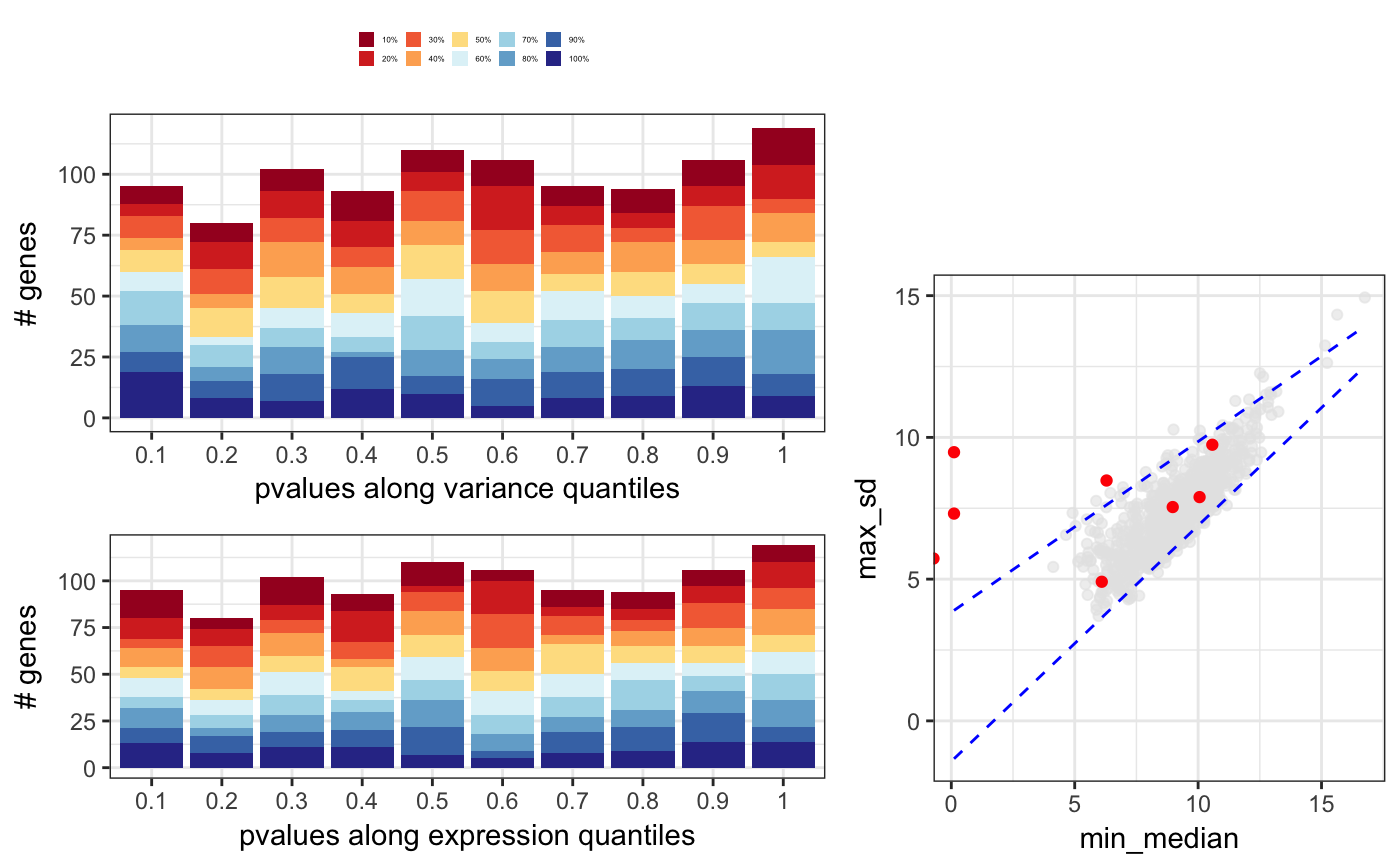 10% 30% 50% 70% 90%
20% 40% 60% 80% 100%
# genes
100
75
50
25
0
0.1 0.2 0.3 0.4 0.5 0.6 0.7 0.8 0.9 1
pvalues along variance quantiles
# genes
100
75
50
25
0
0.1 0.2 0.3 0.4 0.5 0.6 0.7 0.8 0.9 1
pvalues along expression quantiles
max_sd
15
10
5
0
0 5 10 15
min_median